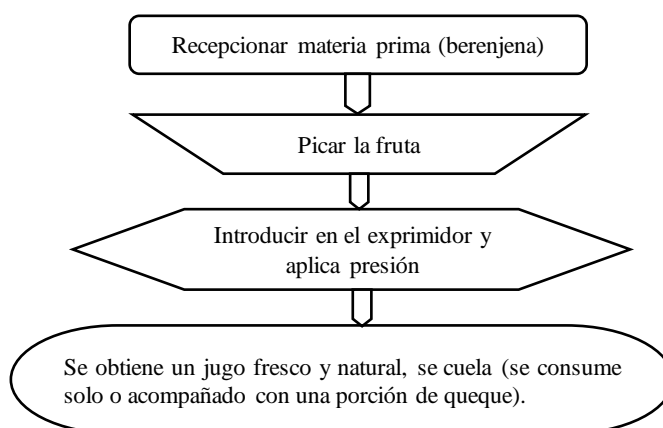 Recepcionar materia prima (berenjena)
Picar la fruta
Introducir en el exprimidor y
aplica presión
Se obtiene un jugo fresco y natural, se cuela (se consume
solo o acompañado con una porción de queque).